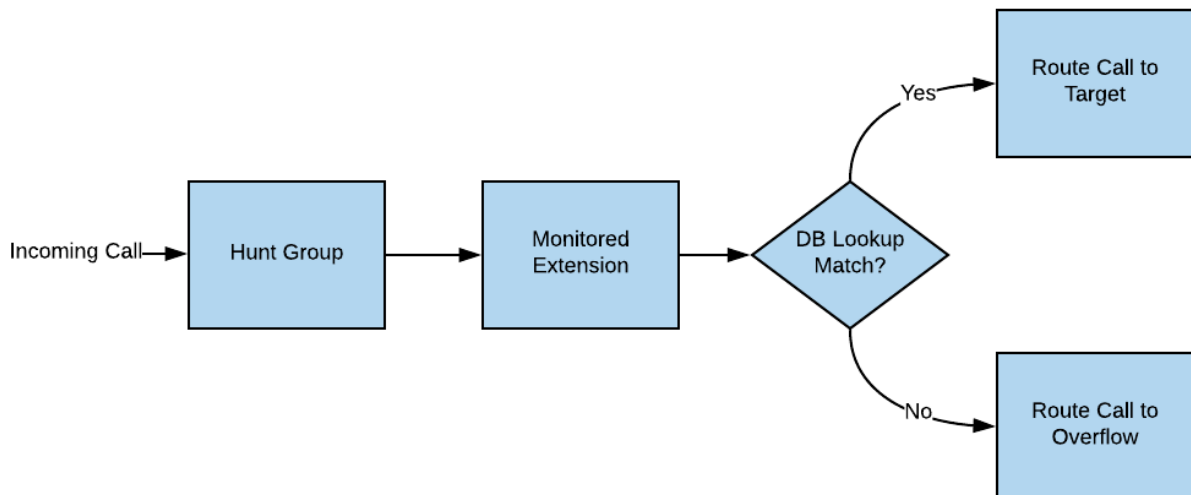 Incoming Call
Hunt Group
Monitored
Extension
DB Lookup
Match?
Yes
Route Call to
Target
No
Route Call to
Overflow